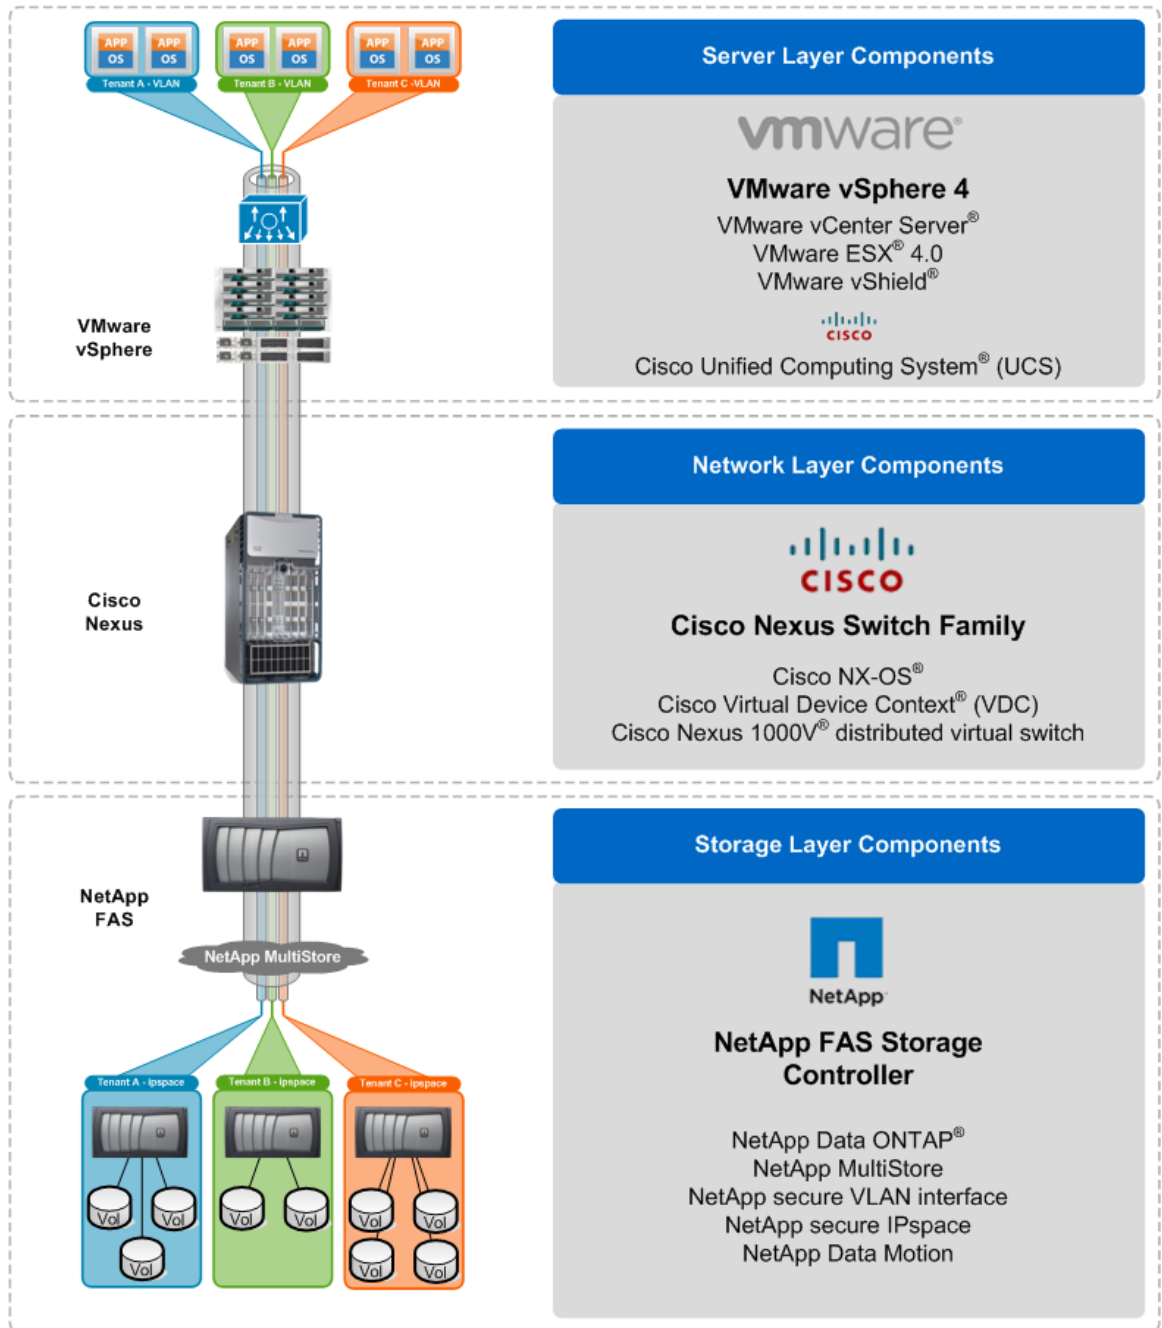 APP OS APP OS APP OS APP OS APP OS APP OS
Tenant A - VLAN Tenant B - VLAN Tenant C -VLAN
VMware
vSphere
Server Layer Components
vmware®
VMware vSphere 4
VMware vCenter Server®
VMware ESX® 4.0
VMware vShield®
CISCO
Cisco Unified Computing System® (UCS)
Cisco
Nexus
Network Layer Components
CISCO
Cisco Nexus Switch Family
Cisco NX-OS®
Cisco Virtual Device Context® (VDC)
Cisco Nexus 1000V® distributed virtual switch
NetApp
FAS
NetApp MultiStore
Tenant A - ipspace Tenant B - ipspace Tenant C - ipspace
Vol Vol Vol Vol Vol Vol
Vol Vol Vol
Storage Layer Components
NetApp
NetApp FAS Storage
Controller
NetApp Data ONTAP®
NetApp MultiStore
NetApp secure VLAN interface
NetApp secure IPspace
NetApp Data Motion